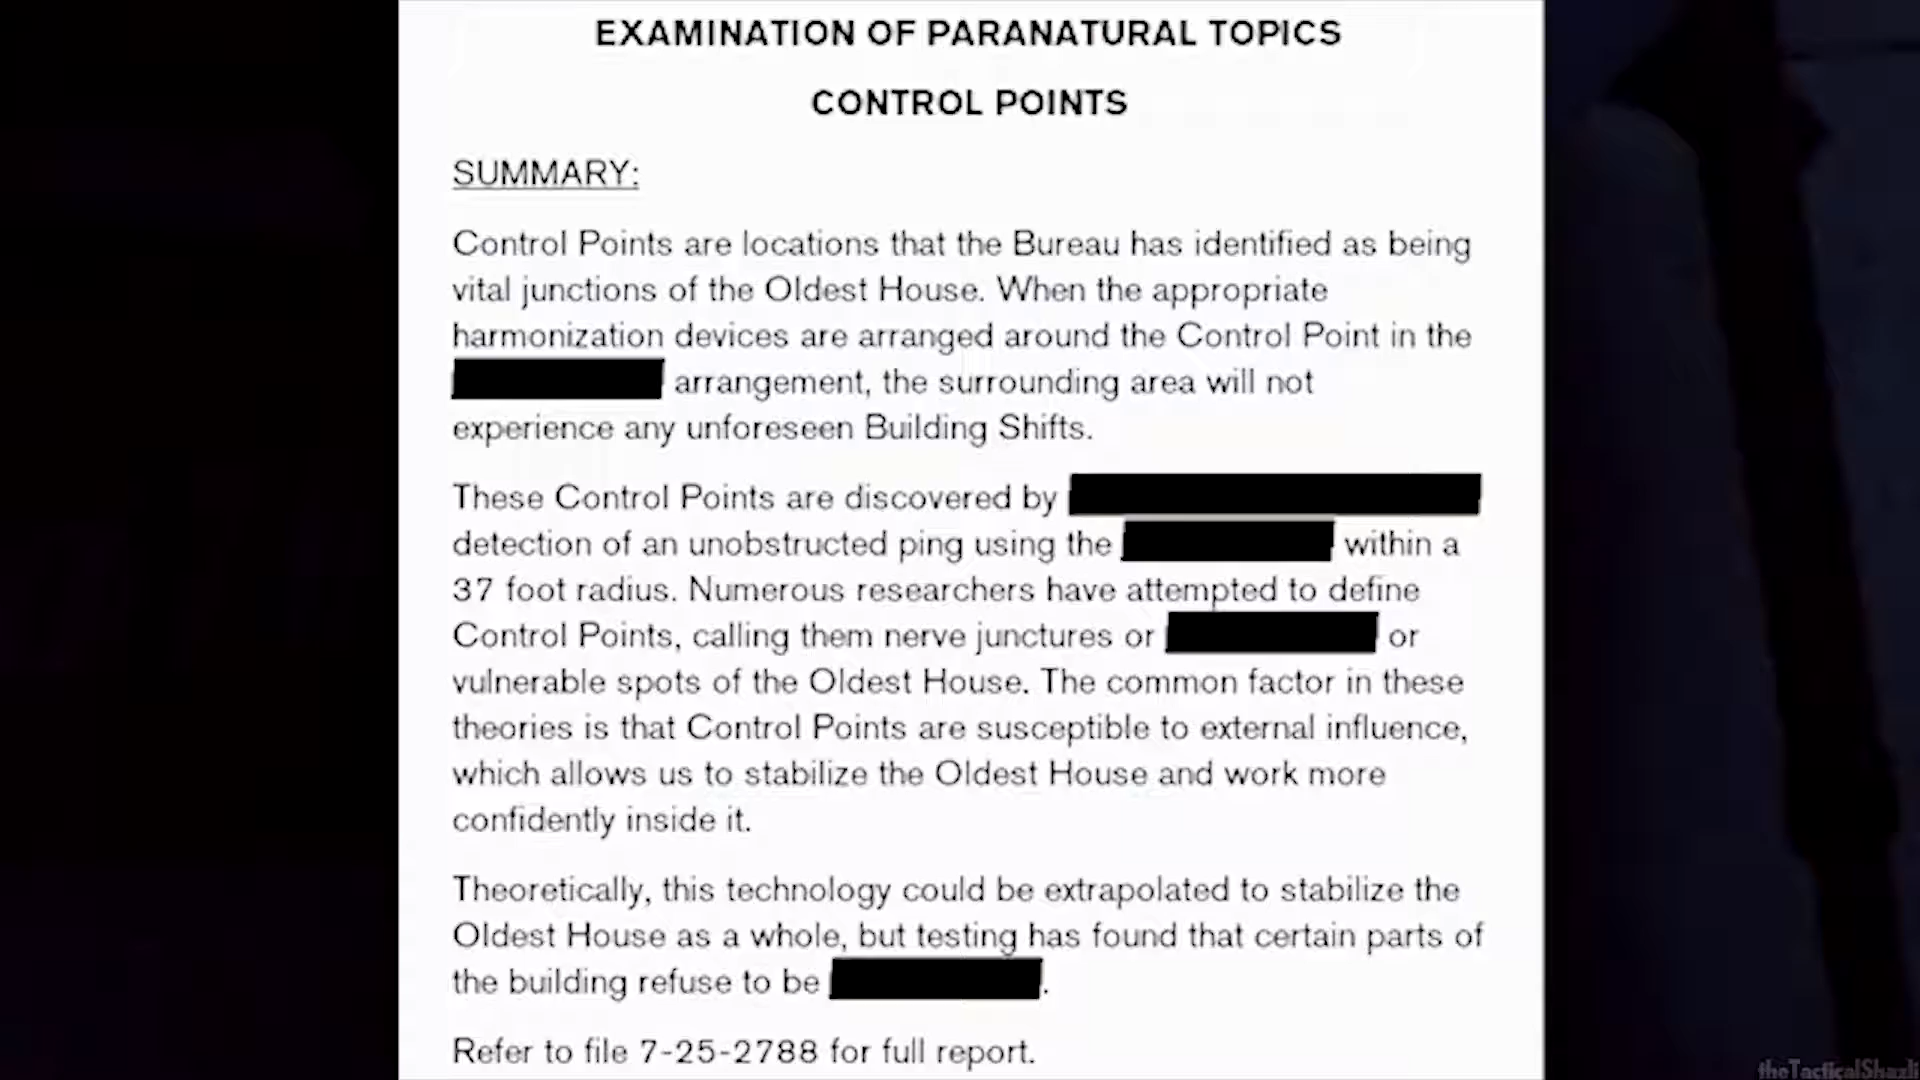 EXAMINATION OF PARANATURAL TOPICS
CONTROL POINTS
SUMMARY:
Control Points are locations that the Bureau has identified as being
vital junctions of the Oldest House. When the appropriate
harmonization devices are arranged around the Control Point in the
arrangement, the surrounding area will not
experience any unforeseen Building Shifts.
These Control Points are discovered by
detection of an unobstructed ping using the within a
37 foot radius. Numerous researchers have attempted to define
Control Points, calling them nerve junctures or or
vulnerable spots of the Oldest House. The common factor in these
theories is that Control Points are susceptible to external influence,
which allows us to stabilize the Oldest House and work more
confidently inside it.
Theoretically, this technology could be extrapolated to stabilize the
Oldest House as a whole, but testing has found that certain parts of
the building refuse to be .
Refer to file 7-25-2788 for full report.
theTacticalShazli